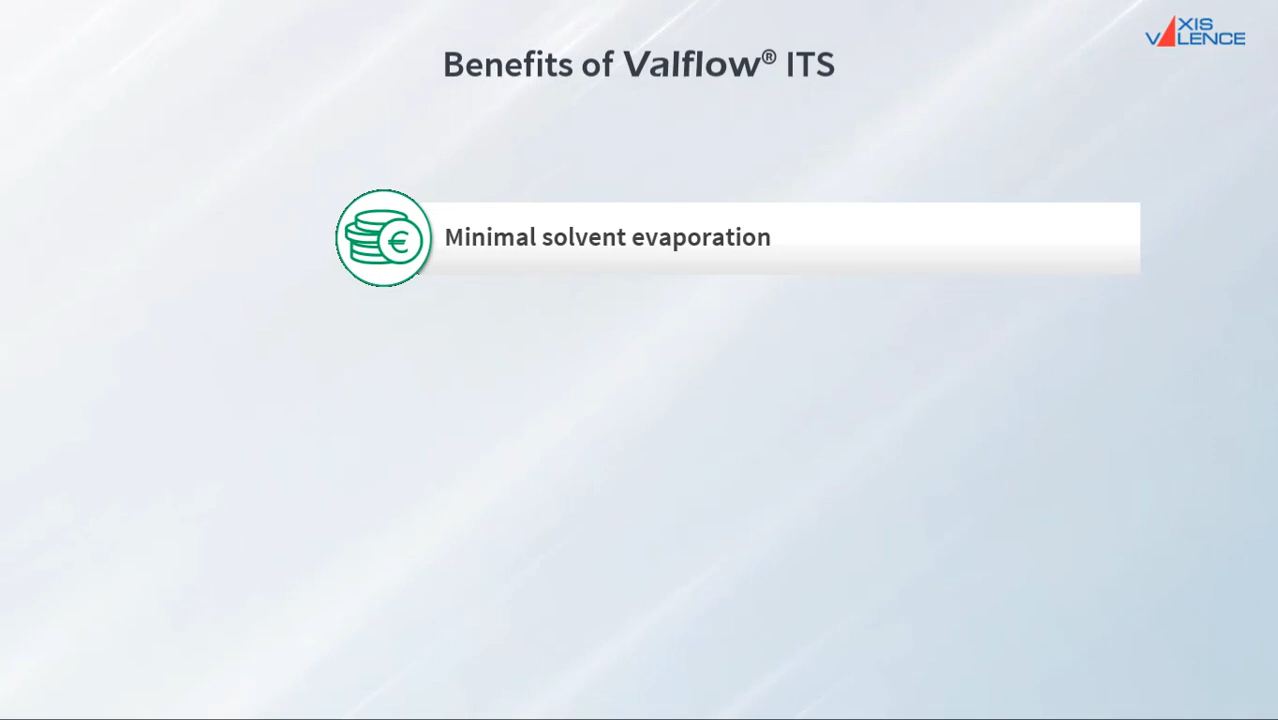 XIS
VALENCE
Benefits of Valflow® ITS
€
Minimal solvent evaporation